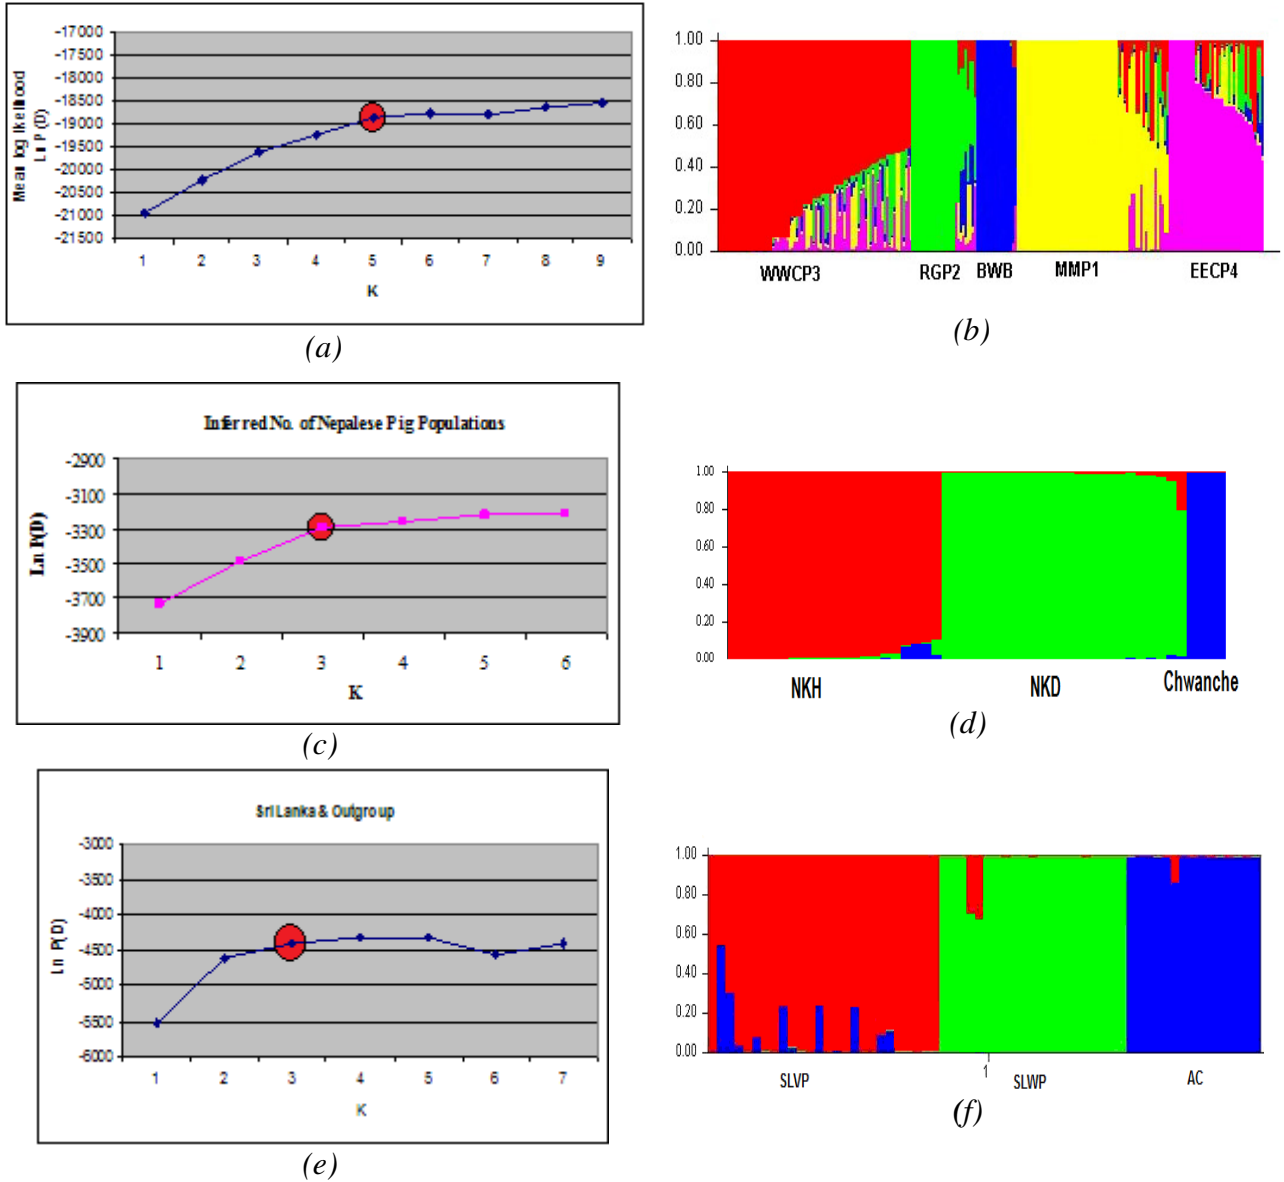 -17000
-17500
-18000
-18500
-19000
-19500
-20000
-20500
-21000
-21500
Mean log likelihood
Ln P (D)
1 2 3 4 5 6 7 8 9
K
(a)
1.00
0.80
0.60
0.40
0.20
0.00
WWCP3 RGP2 BWB MMP1 EECP4
(b)
Inferred No. of Nepalese Pig Populations
-2900
-3100
-3300
-3500
-3700
-3900
Ln P(D)
1 2 3 4 5 6
K
(c)
1.00
0.80
0.60
0.40
0.20
0.00
NKH NKD Chwanche
(d)
Sri Lanka & Outgroup
-3000
-3500
-4000
-4500
-5000
-5500
-6000
Ln P(D)
1 2 3 4 5 6 7
K
(e)
1.00
0.80
0.60
0.40
0.20
0.00
1
SLVP SLWP AC
(f)